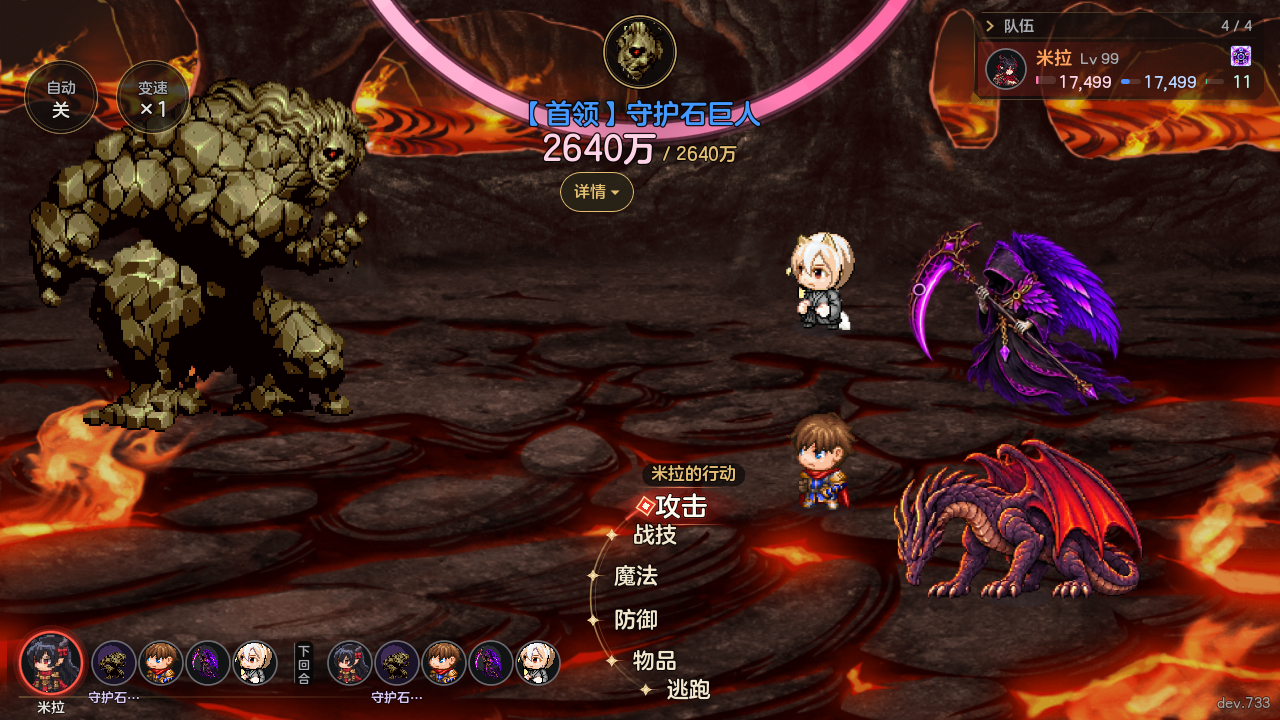 自动
关
变速
×1
【首领】守护石巨人
2640万 / 2640万
详情
队伍
4/4
米拉 Lv 99
17,499 17,499 11
米拉的行动
攻击
战技
魔法
防御
物品
逃跑
米拉
守护石…
下回合
守护石…
dev.733